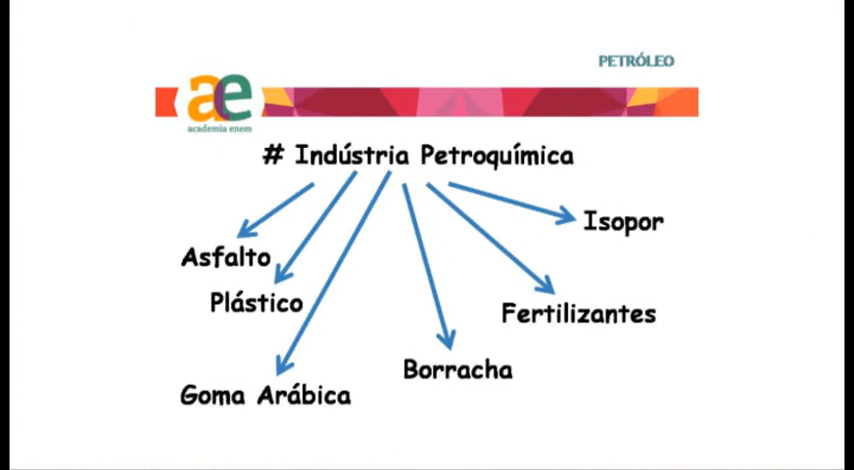 PETRÓLEO
ae
academia enem
# Indústria Petroquímica
Isopor
Asfalto
Plástico
Fertilizantes
Borracha
Goma Arábica